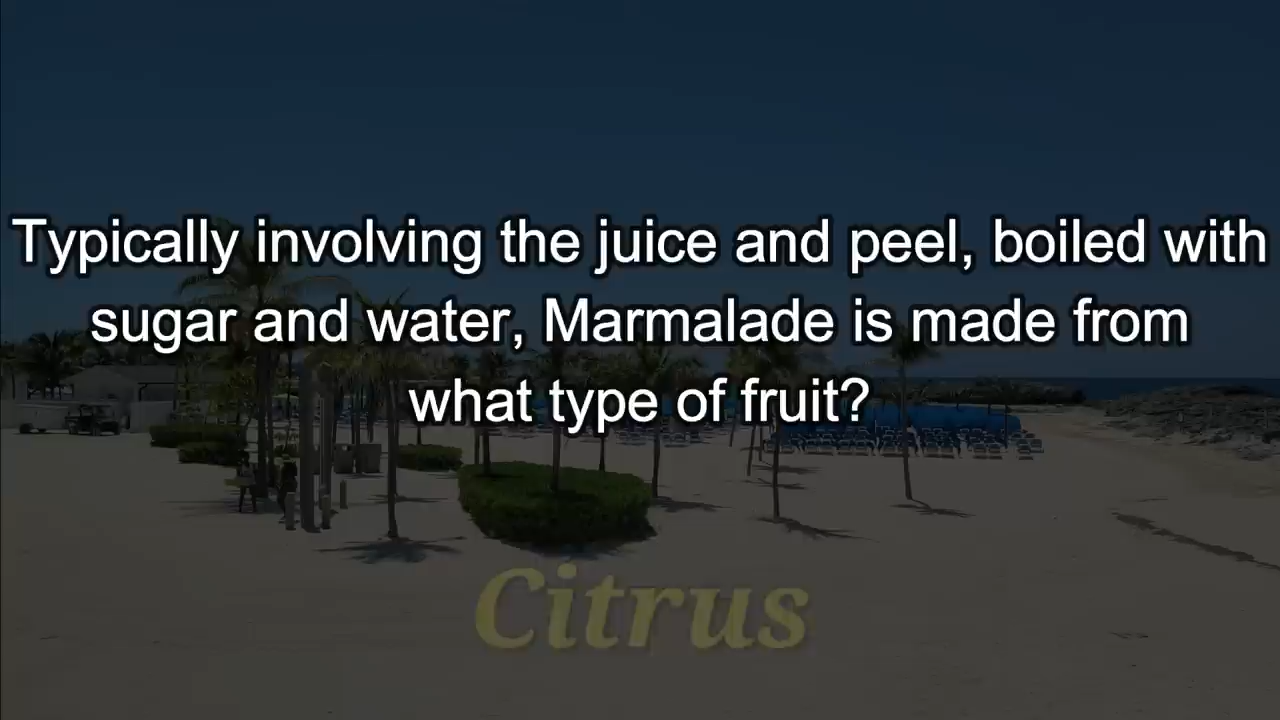 Typically involving the juice and peel, boiled with
sugar and water, Marmalade is made from
what type of fruit?
Citrus